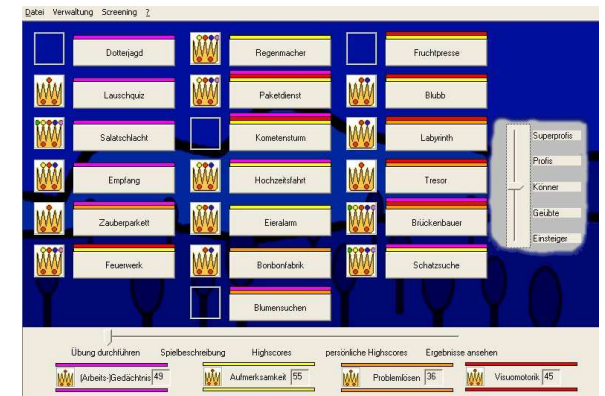 Datei Verwaltung Screening ?
Dotterjagd Regenmacher Fruchtpresse
Lauschquiz Paketdienst Blubb
Salatschlacht Kometensturm Labyrinth
Empfang Hochzeitsfahrt Tresor
Zauberparkett Eieralarm Brückenbauer
Feuerwerk Bonbonfabrik Schatzsuche
Blumensuchen
Superprofis
Profis
Könner
Geübte
Einsteiger
Übung durchführen Spielbeschreibung Highscores persönliche Highscores Ergebnisse ansehen
(Arbeits-)Gedächtnis 49 Aufmerksamkeit 55 Problemlösen 36 Visuomotorik 45